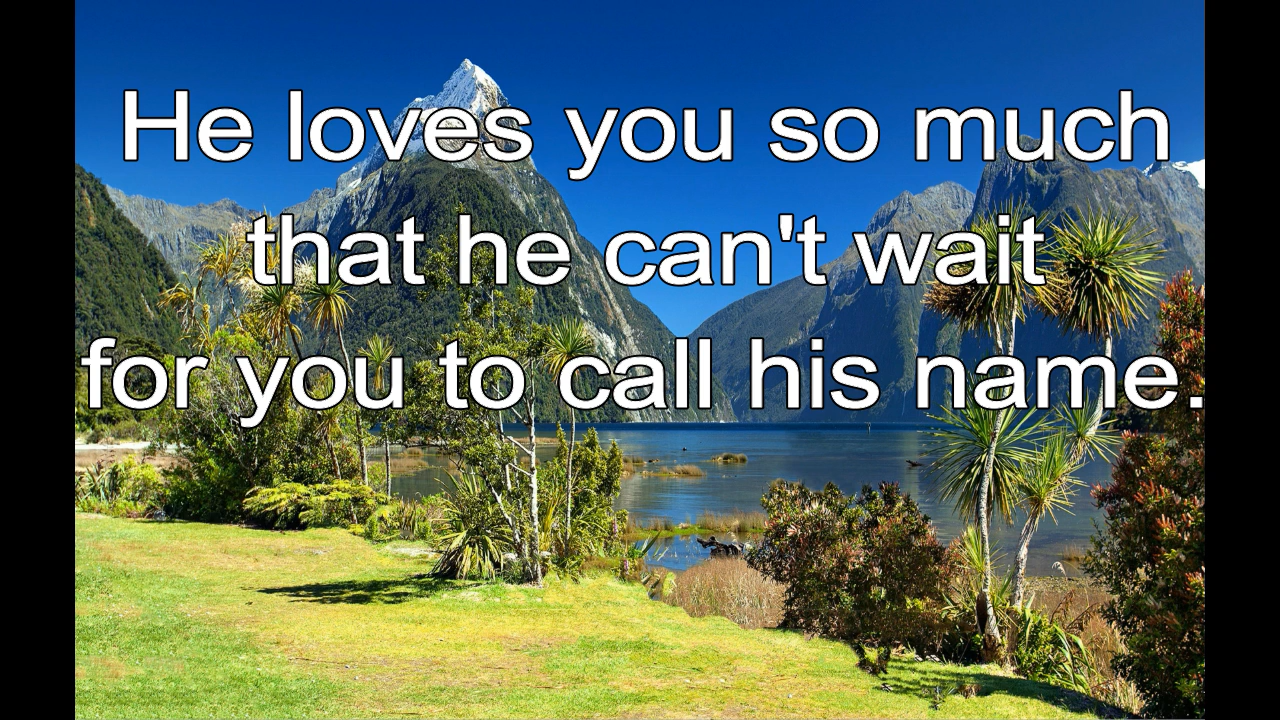 He loves you so much
that he can't wait
for you to call his name.